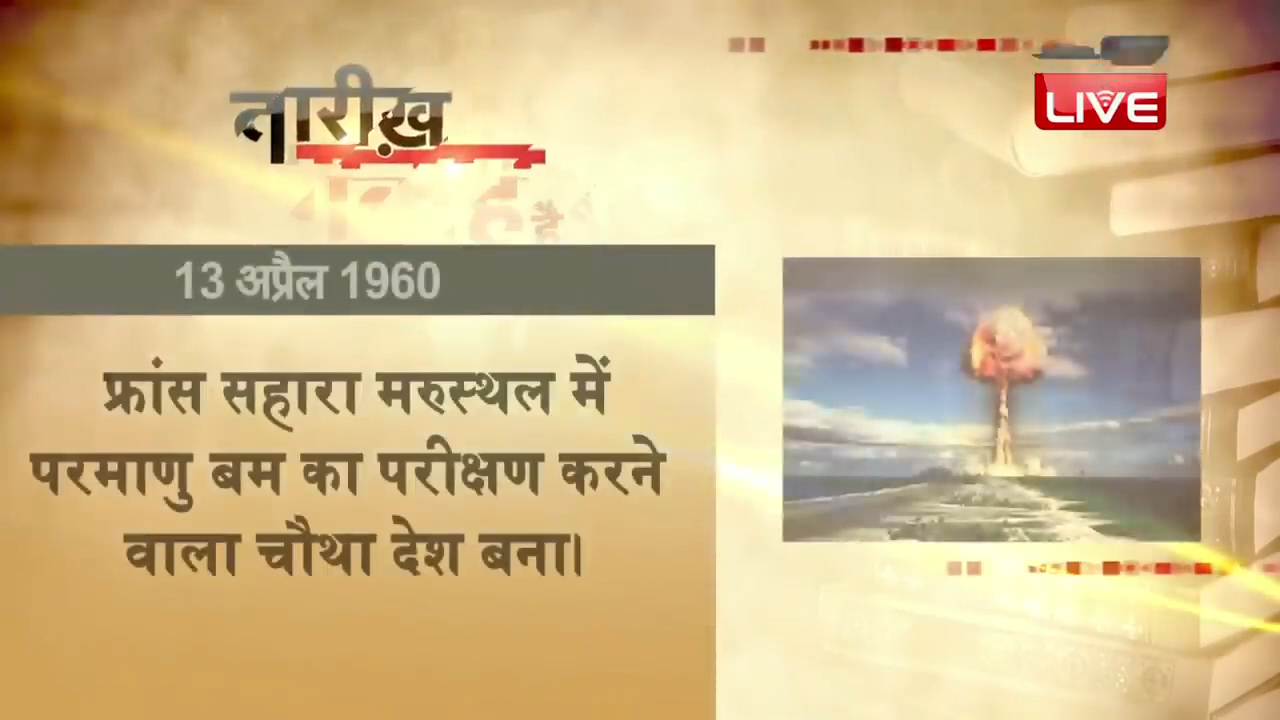 तारीख़
LIVE
है
13 अप्रैल 1960
फ्रांस सहारा मरुस्थल में
परमाणु बम का परीक्षण करने
वाला चौथा देश बना।